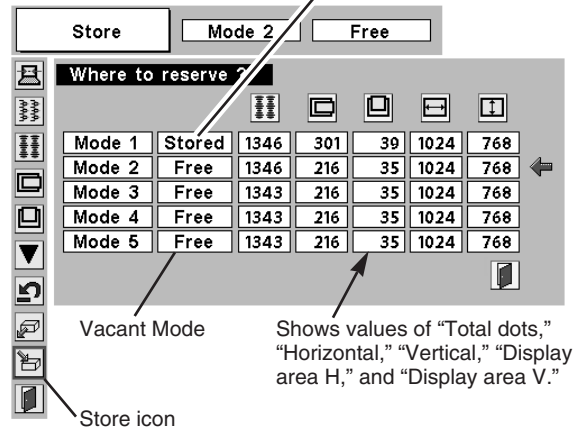 Store Mode 2 Free
Where to reserve ?
Mode 1 Stored 1346 301 39 1024 768
Mode 2 Free 1346 216 35 1024 768
Mode 3 Free 1343 216 35 1024 768
Mode 4 Free 1343 216 35 1024 768
Mode 5 Free 1343 216 35 1024 768
Vacant Mode
Shows values of “Total dots,”
“Horizontal,” “Vertical,” “Display
area H,” and “Display area V.”
Store icon